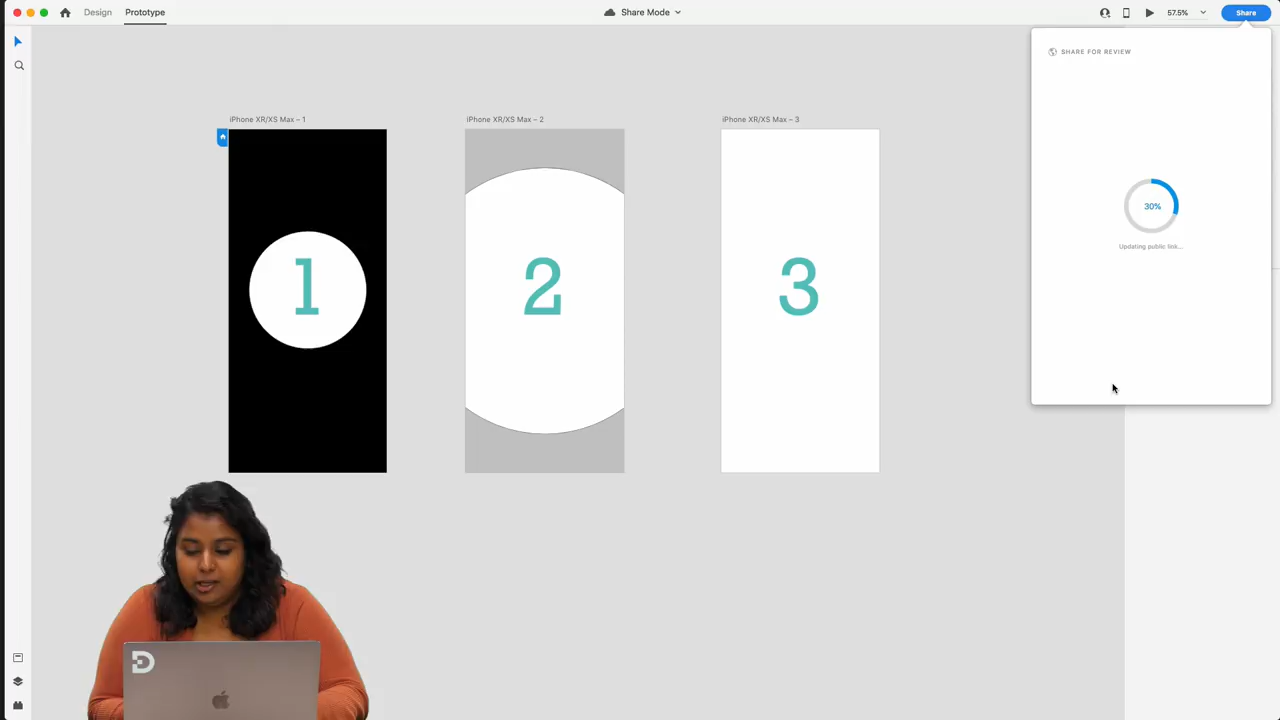 Design Prototype Share Mode 57.5% Share
SHARE FOR REVIEW
iPhone XR/XS Max – 1 iPhone XR/XS Max – 2 iPhone XR/XS Max – 3
30%
Updating public link...
1 2 3
D